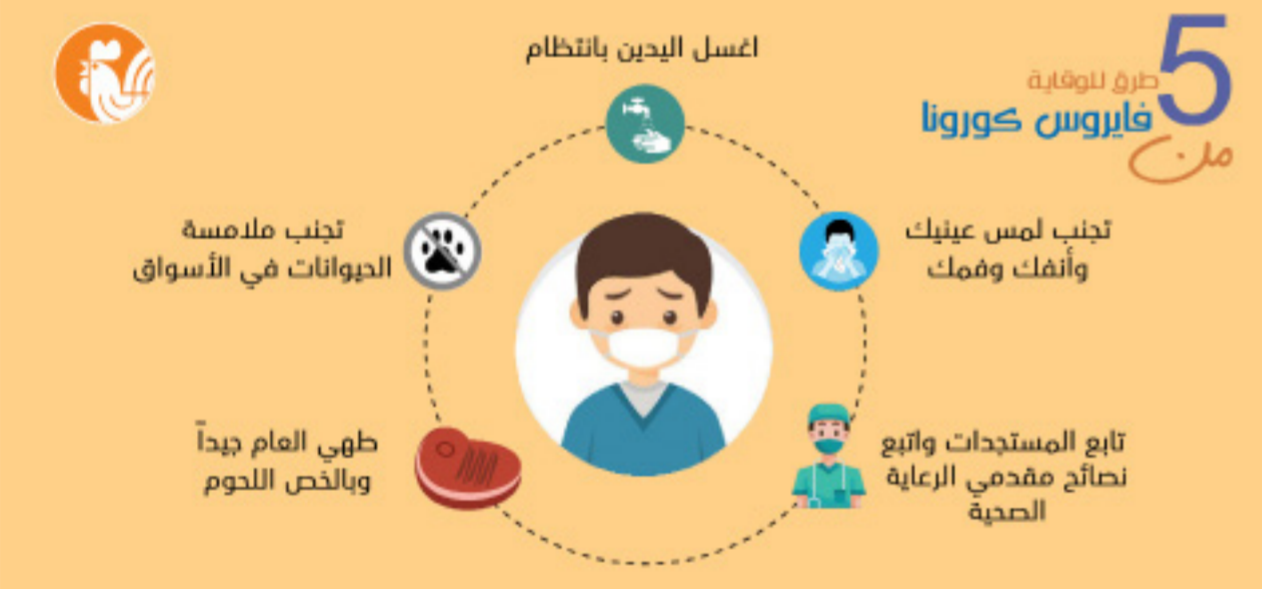 5
طرق للوقاية
من
فايروس كورونا
اغسل اليدين بانتظام
تجنب لمس عينيك
وأنفك وفمك
تابع المستجدات واتبع
نصائح مقدمي الرعاية
الصحية
تجنب ملامسة
الحيوانات في الأسواق
طهي العام جيداً
وبالخص اللحوم